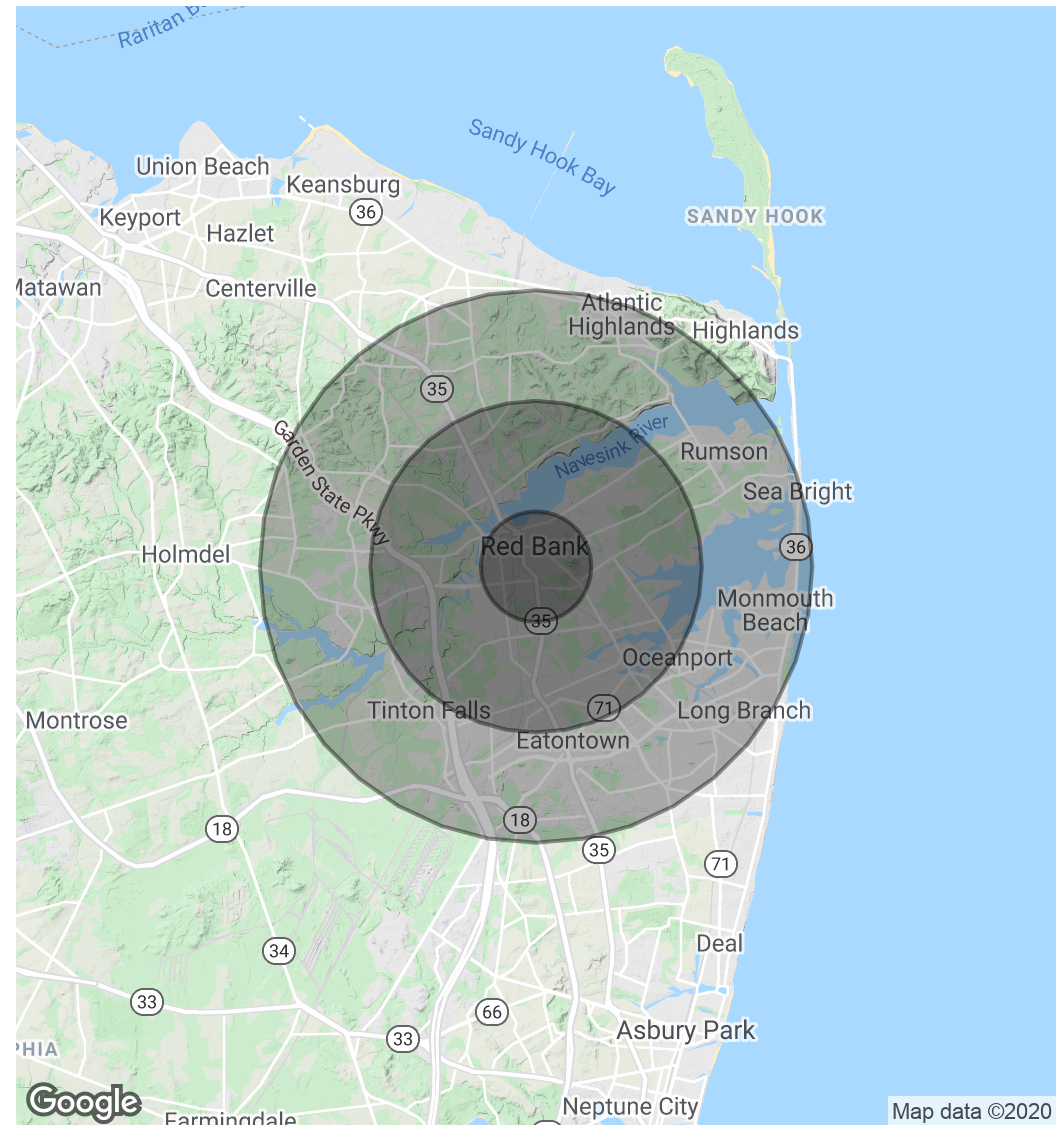 Raritan B
Sandy Hook Bay
Union Beach
Keansburg
36
SANDY HOOK
Keyport
Hazlet
Matawan
Centerville
Atlantic
Highlands
Highlands
35
Garden State Pkwy
Navesink River
Rumson
Sea Bright
Red Bank
36
Holmdel
Monmouth
Beach
35
Oceanport
Tinton Falls
71
Long Branch
Montrose
Eatontown
18
18
35
71
Deal
34
33
66
Asbury Park
33
PHIA
Google
Neptune City
Map data ©2020
Farmingdale